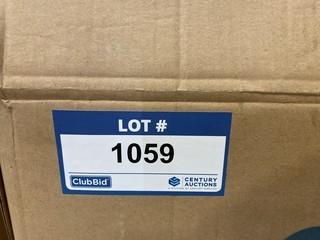 LOT #
1059
ClubBid
CENTURY
AUCTIONS